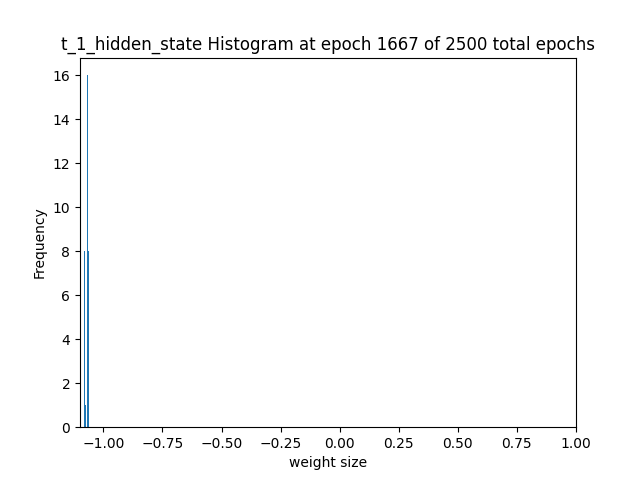 t_1_hidden_state Histogram at epoch 1667 of 2500 total epochs
16
14
12
10
8
6
4
2
0
Frequency
−1.00 −0.75 −0.50 −0.25 0.00 0.25 0.50 0.75 1.00
weight size